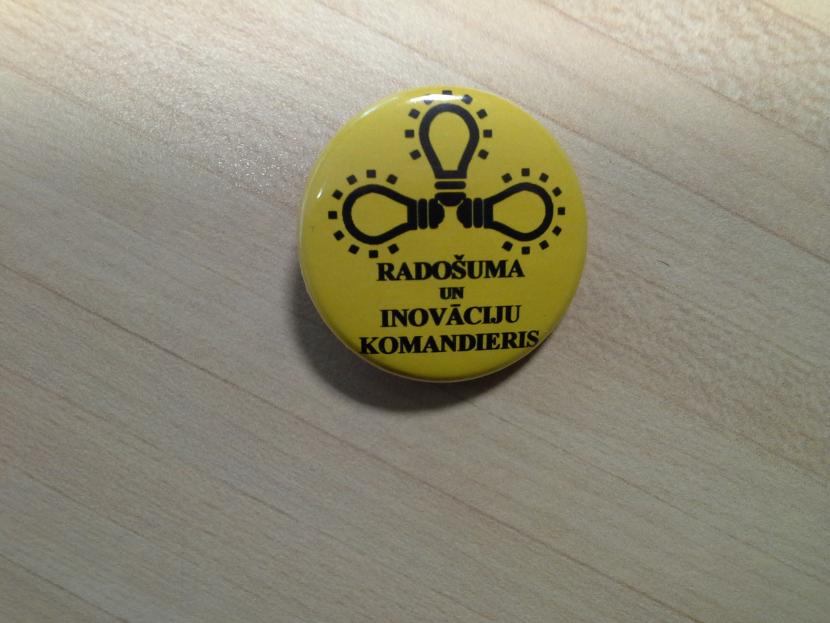 RADOŠUMA
UN
INOVĀCIJU
KOMANDIERIS